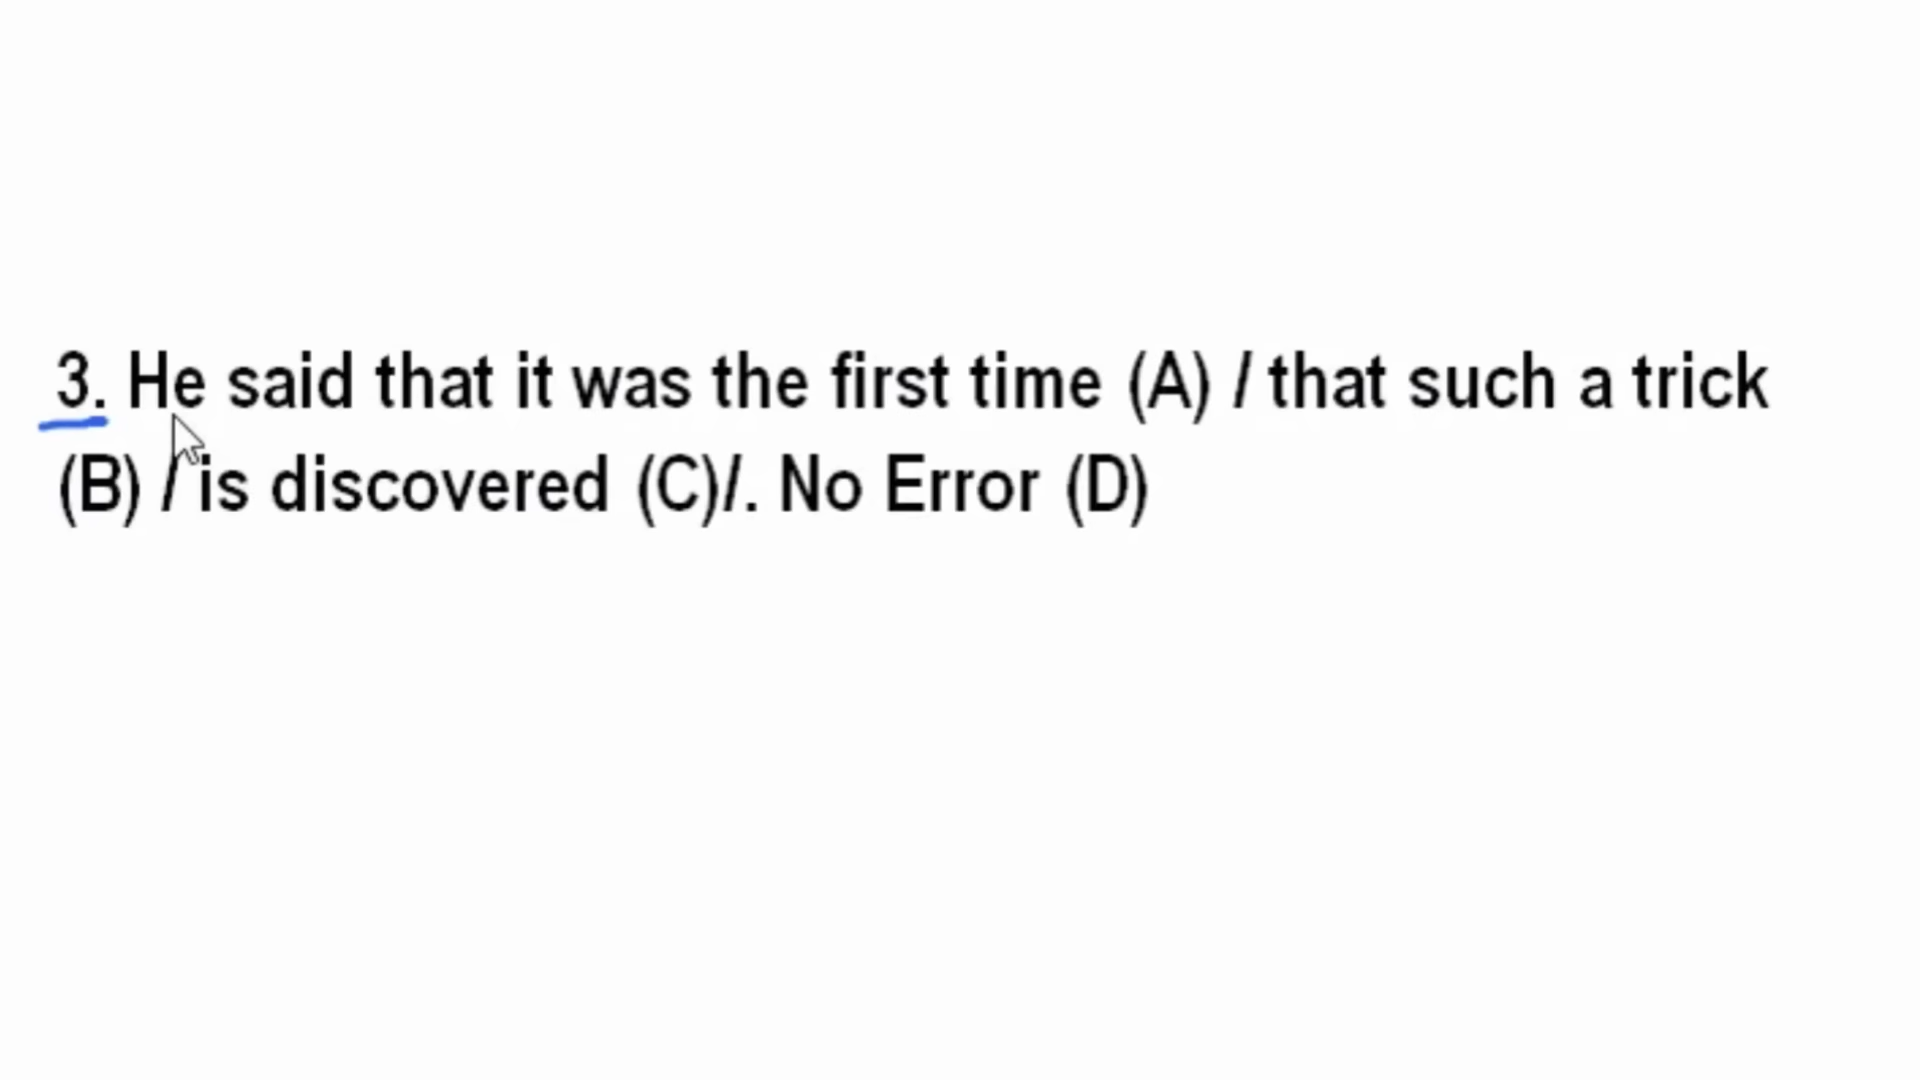 3. He said that it was the first time (A) / that such a trick
(B) / is discovered (C)/. No Error (D)